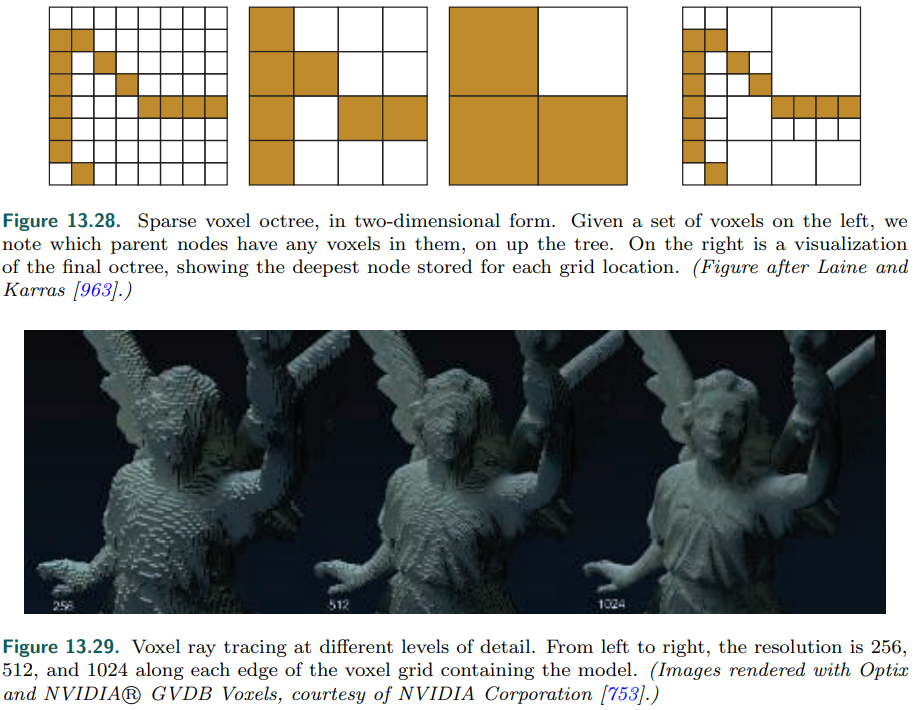 Figure 13.28. Sparse voxel octree, in two-dimensional form. Given a set of voxels on the left, we
note which parent nodes have any voxels in them, on up the tree. On the right is a visualization
of the final octree, showing the deepest node stored for each grid location. (Figure after Laine and
Karras [963].)
256
512
1024
Figure 13.29. Voxel ray tracing at different levels of detail. From left to right, the resolution is 256,
512, and 1024 along each edge of the voxel grid containing the model. (Images rendered with Optix
and NVIDIA® GVDB Voxels, courtesy of NVIDIA Corporation [753].)